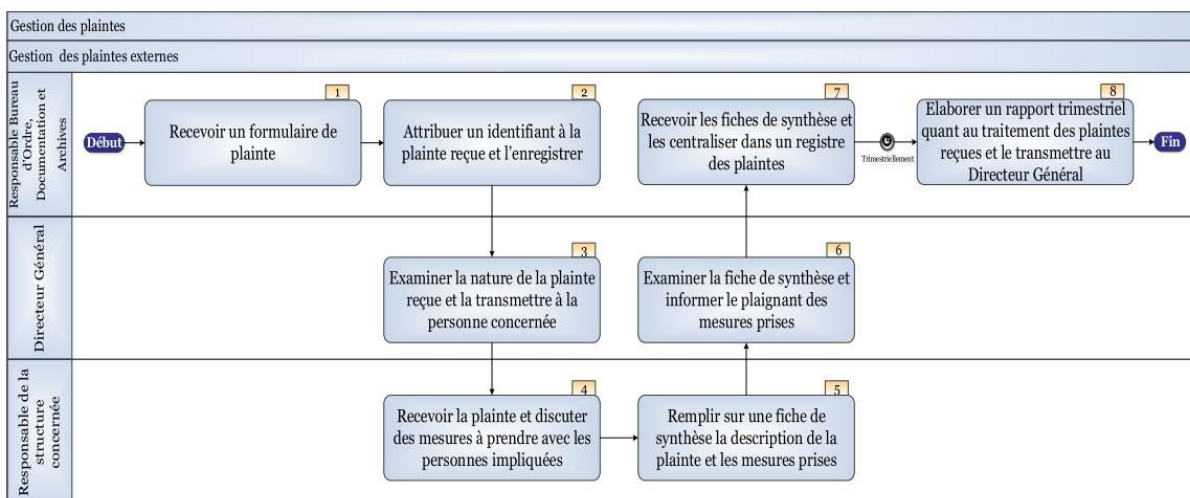 Gestion des plaintes
Gestion des plaintes externes
Responsable Bureau
d'Ordre,
Documentation et
Archives
Début
1
Recevoir un formulaire de
plainte
2
Attribuer un identifiant à la
plainte reçue et l'enregistrer
7
Recevoir les fiches de synthèse et
les centraliser dans un registre
des plaintes
Trimestriellement
8
Elaborer un rapport trimestriel
quant au traitement des plaintes
reçues et le transmettre au
Directeur Général
Fin
Directeur Général
3
Examiner la nature de la plainte
reçue et la transmettre à la
personne concernée
6
Examiner la fiche de synthèse et
informer le plaignant des
mesures prises
Responsable de la
structure
concernée
4
Recevoir la plainte et discuter
des mesures à prendre avec les
personnes impliquées
5
Remplir sur une fiche de
synthèse la description de la
plainte et les mesures prises